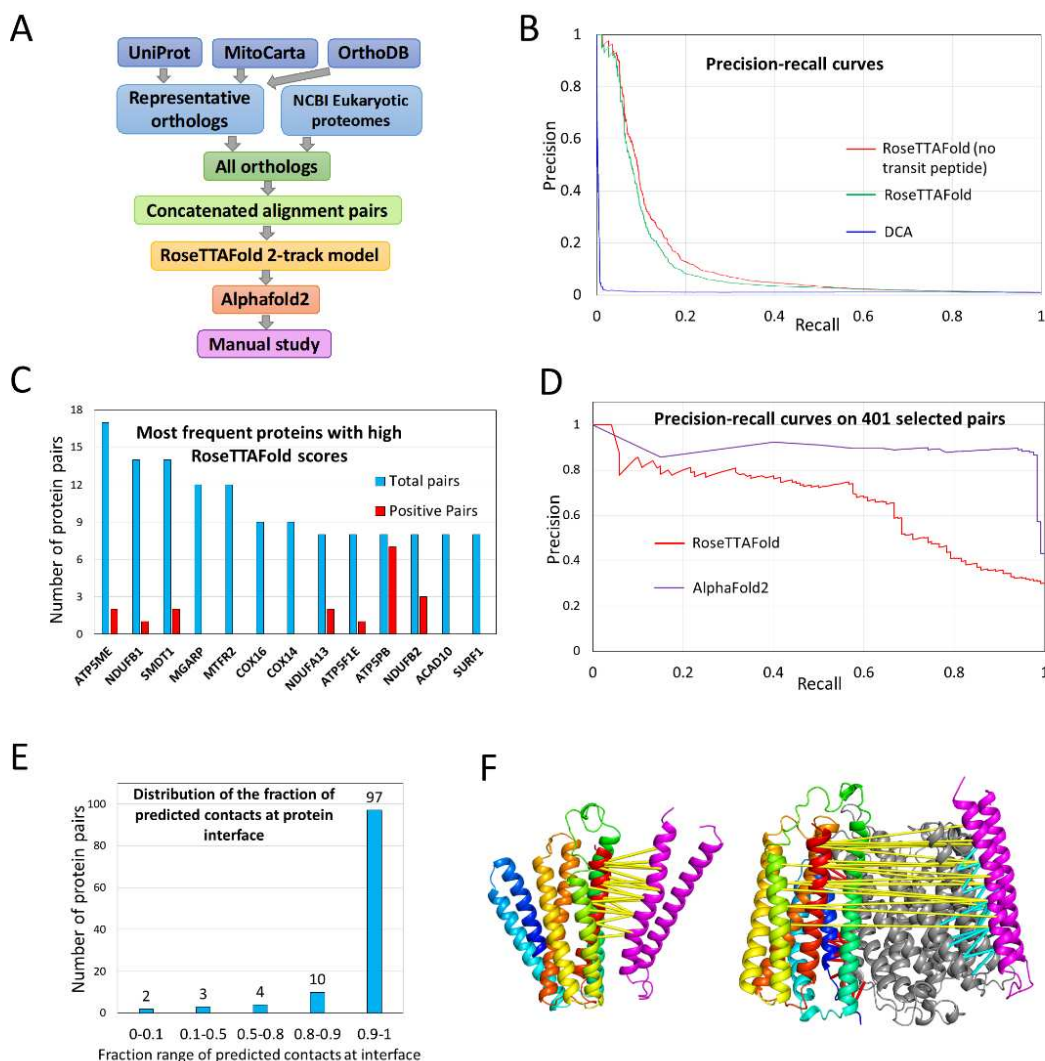 A
UniProt
MitoCarta
OrthoDB
Representative
orthologs
NCBI Eukaryotic
proteomes
All orthologs
Concatenated alignment pairs
RoseTTAFold 2-track model
Alphafold2
Manual study
B
Precision-recall curves
Precision
1
0.8
0.6
0.4
0.2
0
RoseTTAFold (no
transit peptide)
RoseTTAFold
DCA
0
0.2
0.4
0.6
0.8
1
Recall
C
Most frequent proteins with high
RoseTTAFold scores
Number of protein pairs
18
15
12
9
6
3
0
Total pairs
Positive Pairs
ATP5ME
NDUFB1
SMDT1
MGARP
MTFR2
COX16
COX14
NDUFA13
ATP5F1E
ATP5PB
NDUFB2
ACAD10
SURF1
D
Precision-recall curves on 401 selected pairs
Precision
1
0.8
0.6
0.4
0.2
0
RoseTTAFold
AlphaFold2
0
0.2
0.4
0.6
0.8
1
Recall
E
Distribution of the fraction of
predicted contacts at protein
interface
Number of protein pairs
100
80
60
40
20
0
2
3
4
10
97
0-0.1
0.1-0.5
0.5-0.8
0.8-0.9
0.9-1
Fraction range of predicted contacts at interface
F